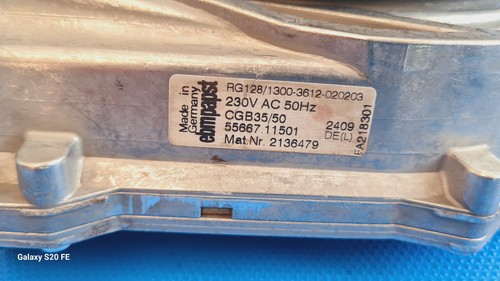 Made in
Germany
ebmpapst
RG128/1300-3612-020203
230V AC 50Hz
CGB35/50
55667.11501
2409
DE(L)
Mat.Nr. 2136479
FA218301
Galaxy S20 FE